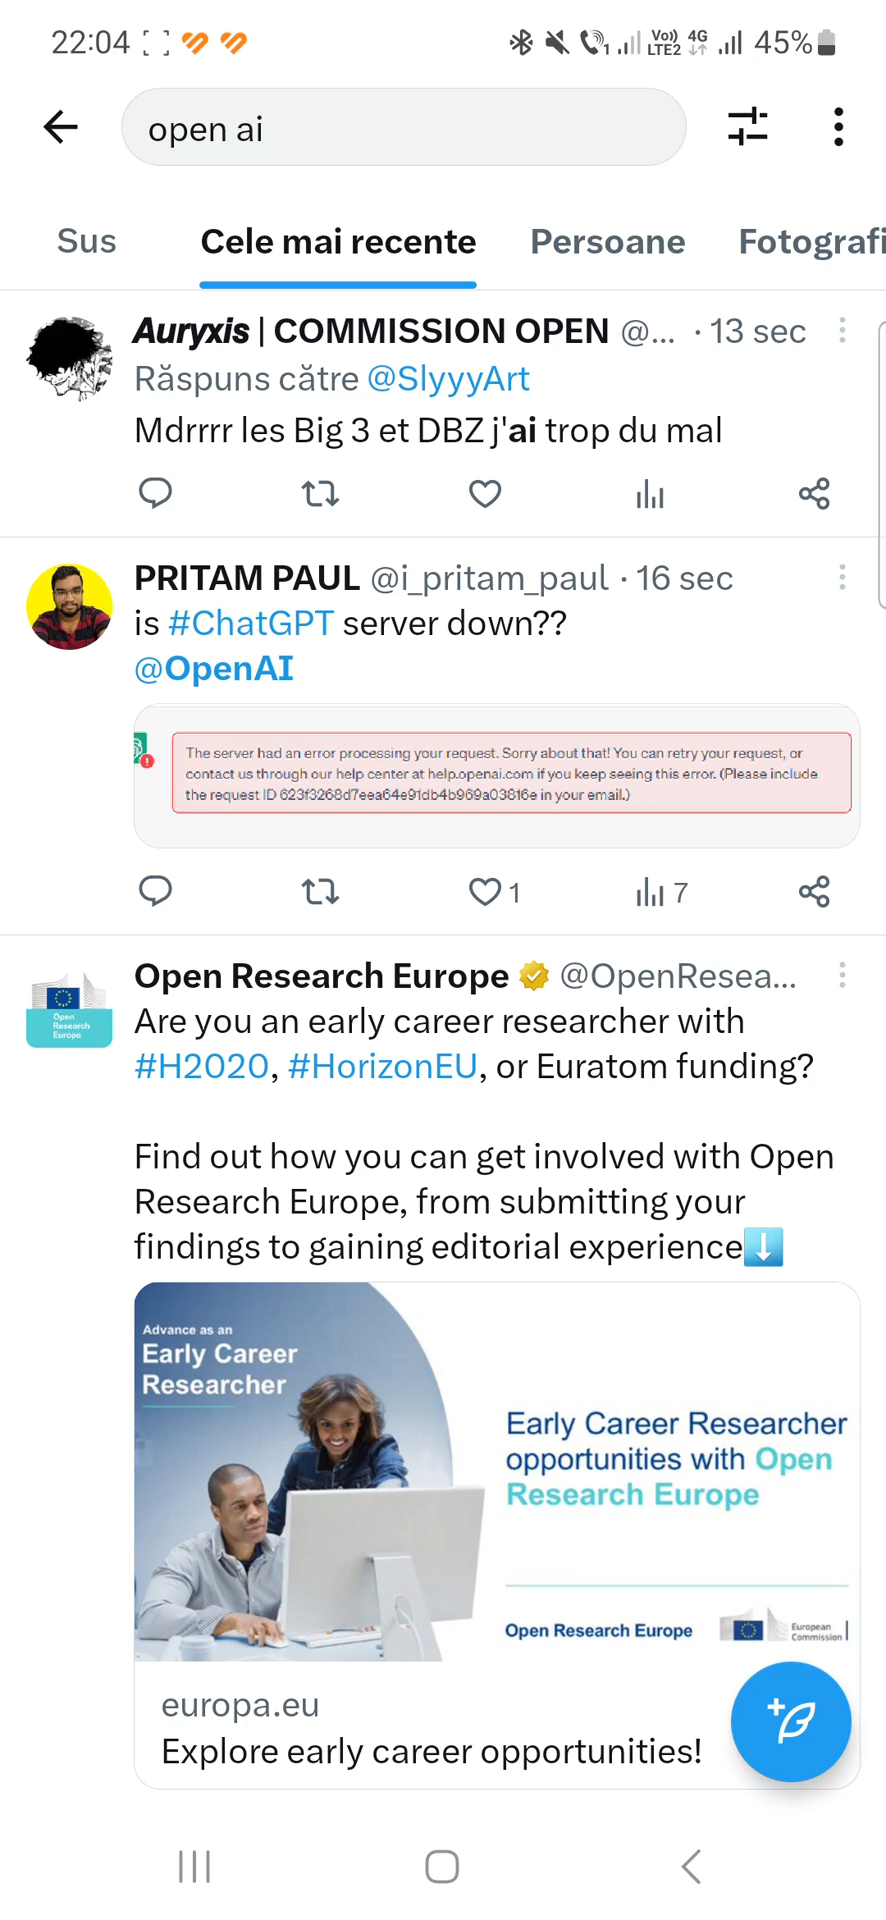 22:04
Vo)) LTE2 4G 45%
open ai
Sus Cele mai recente Persoane Fotografi
Auryxis | COMMISSION OPEN @... · 13 sec
Răspuns către @SlyyyArt
Mdrrrr les Big 3 et DBZ j'ai trop du mal
PRITAM PAUL @i_pritam_paul · 16 sec
is #ChatGPT server down??
@OpenAI
The server had an error processing your request. Sorry about that! You can retry your request, or
contact us through our help center at help.openai.com if you keep seeing this error. (Please include
the request ID 623f3268d7eea64e91db4b969a03816e in your email.)
1 7
Open Research Europe @OpenResea...
Open
Research
Europe
Are you an early career researcher with
#H2020, #HorizonEU, or Euratom funding?
Find out how you can get involved with Open
Research Europe, from submitting your
findings to gaining editorial experience⬇️
Advance as an
Early Career
Researcher
Early Career Researcher
opportunities with Open
Research Europe
Open Research Europe
European
Commission
europa.eu
Explore early career opportunities!